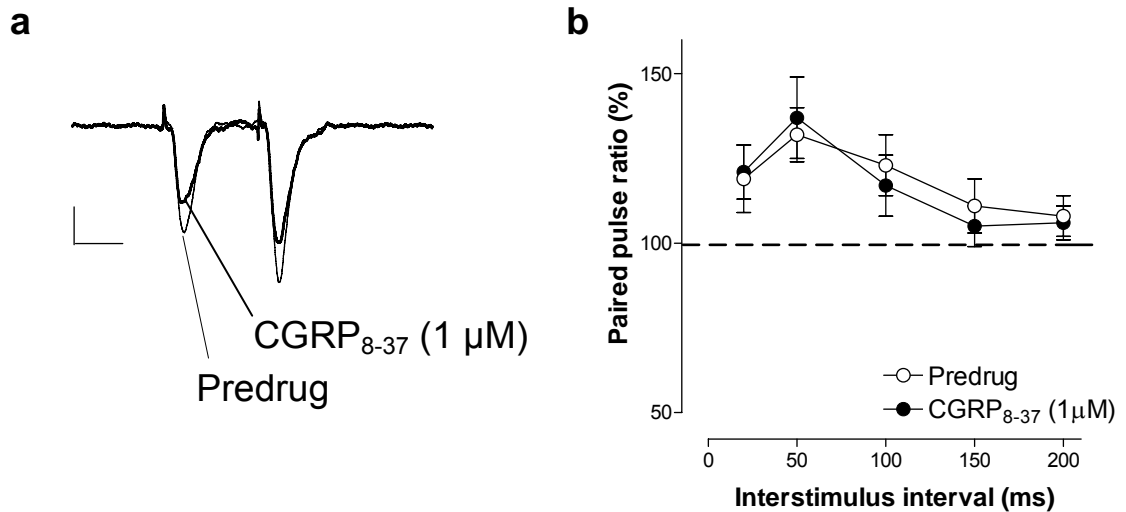 a
CGRP8-37 (1 µM)
Predrug
b
Paired pulse ratio (%)
150
100
50
Predrug
CGRP8-37 (1µM)
0 50 100 150 200
Interstimulus interval (ms)